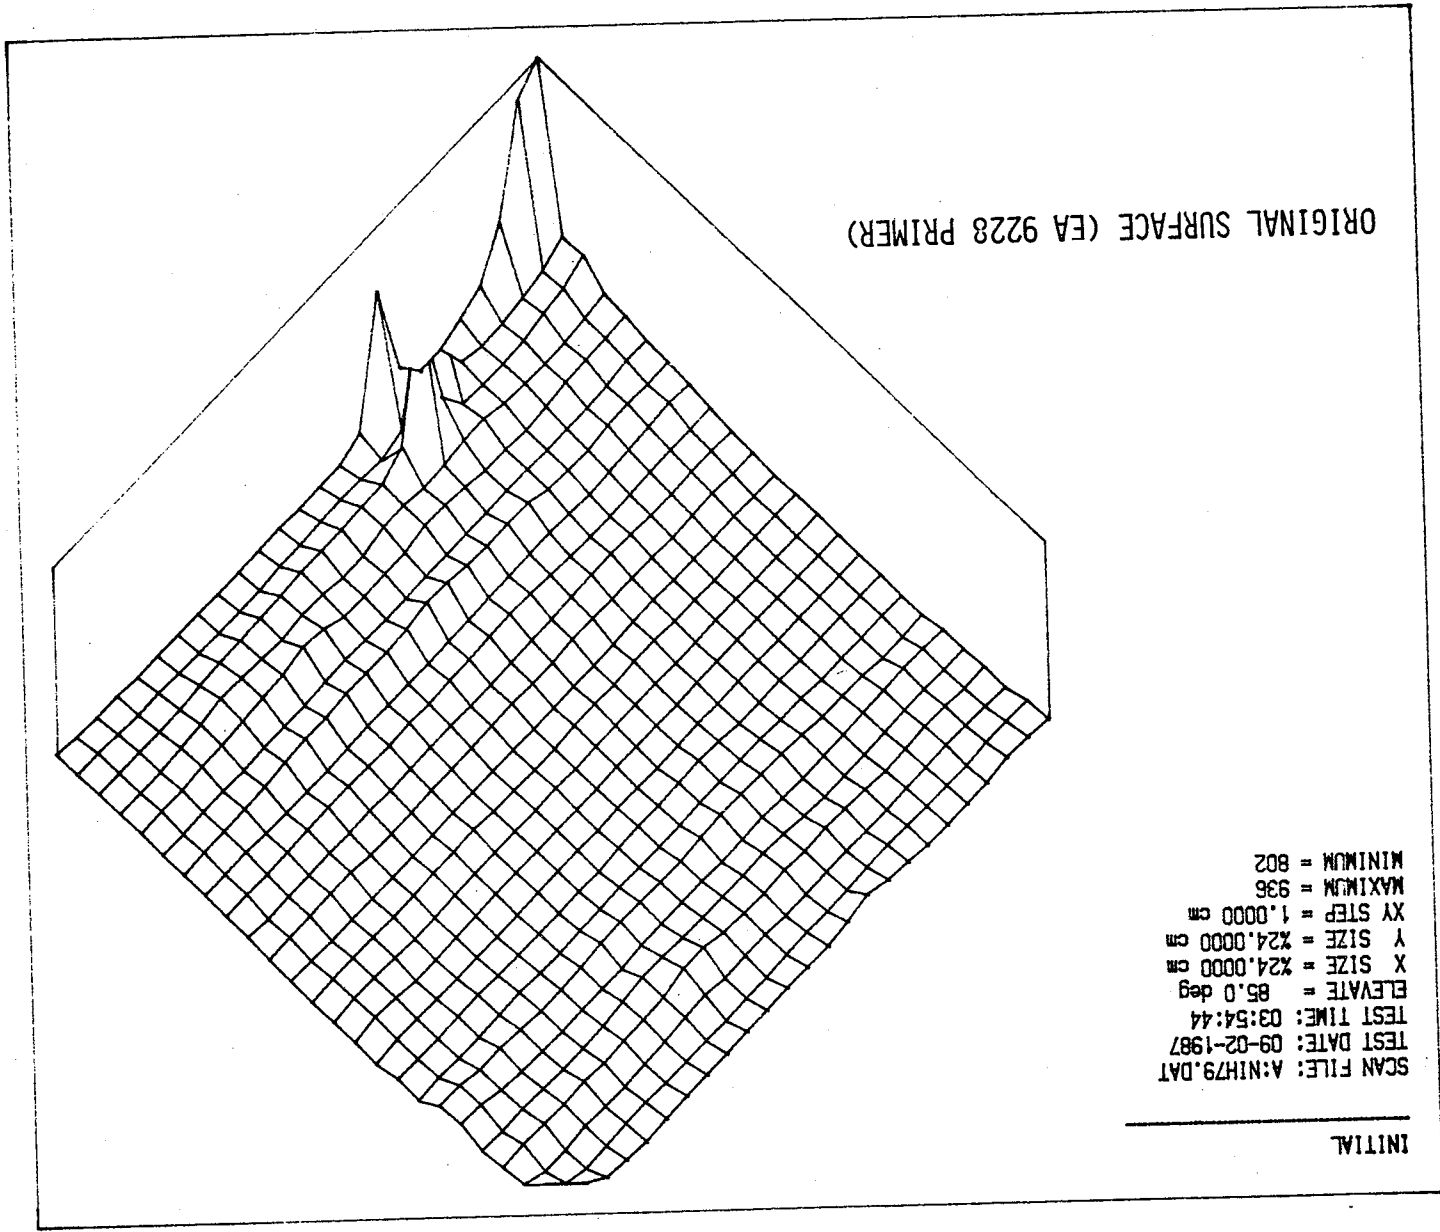 INITIAL
SCAN FILE: A:NIH79.DAT
TEST DATE: 09-02-1987
TEST TIME: 03:54:44
ELEVATE = 85.0 deg
X SIZE = %24.0000 cm
Y SIZE = %24.0000 cm
XY STEP = 1.0000 cm
MAXIMUM = 936
MINIMUM = 802
ORIGINAL SURFACE (EA 9228 PRIMER)